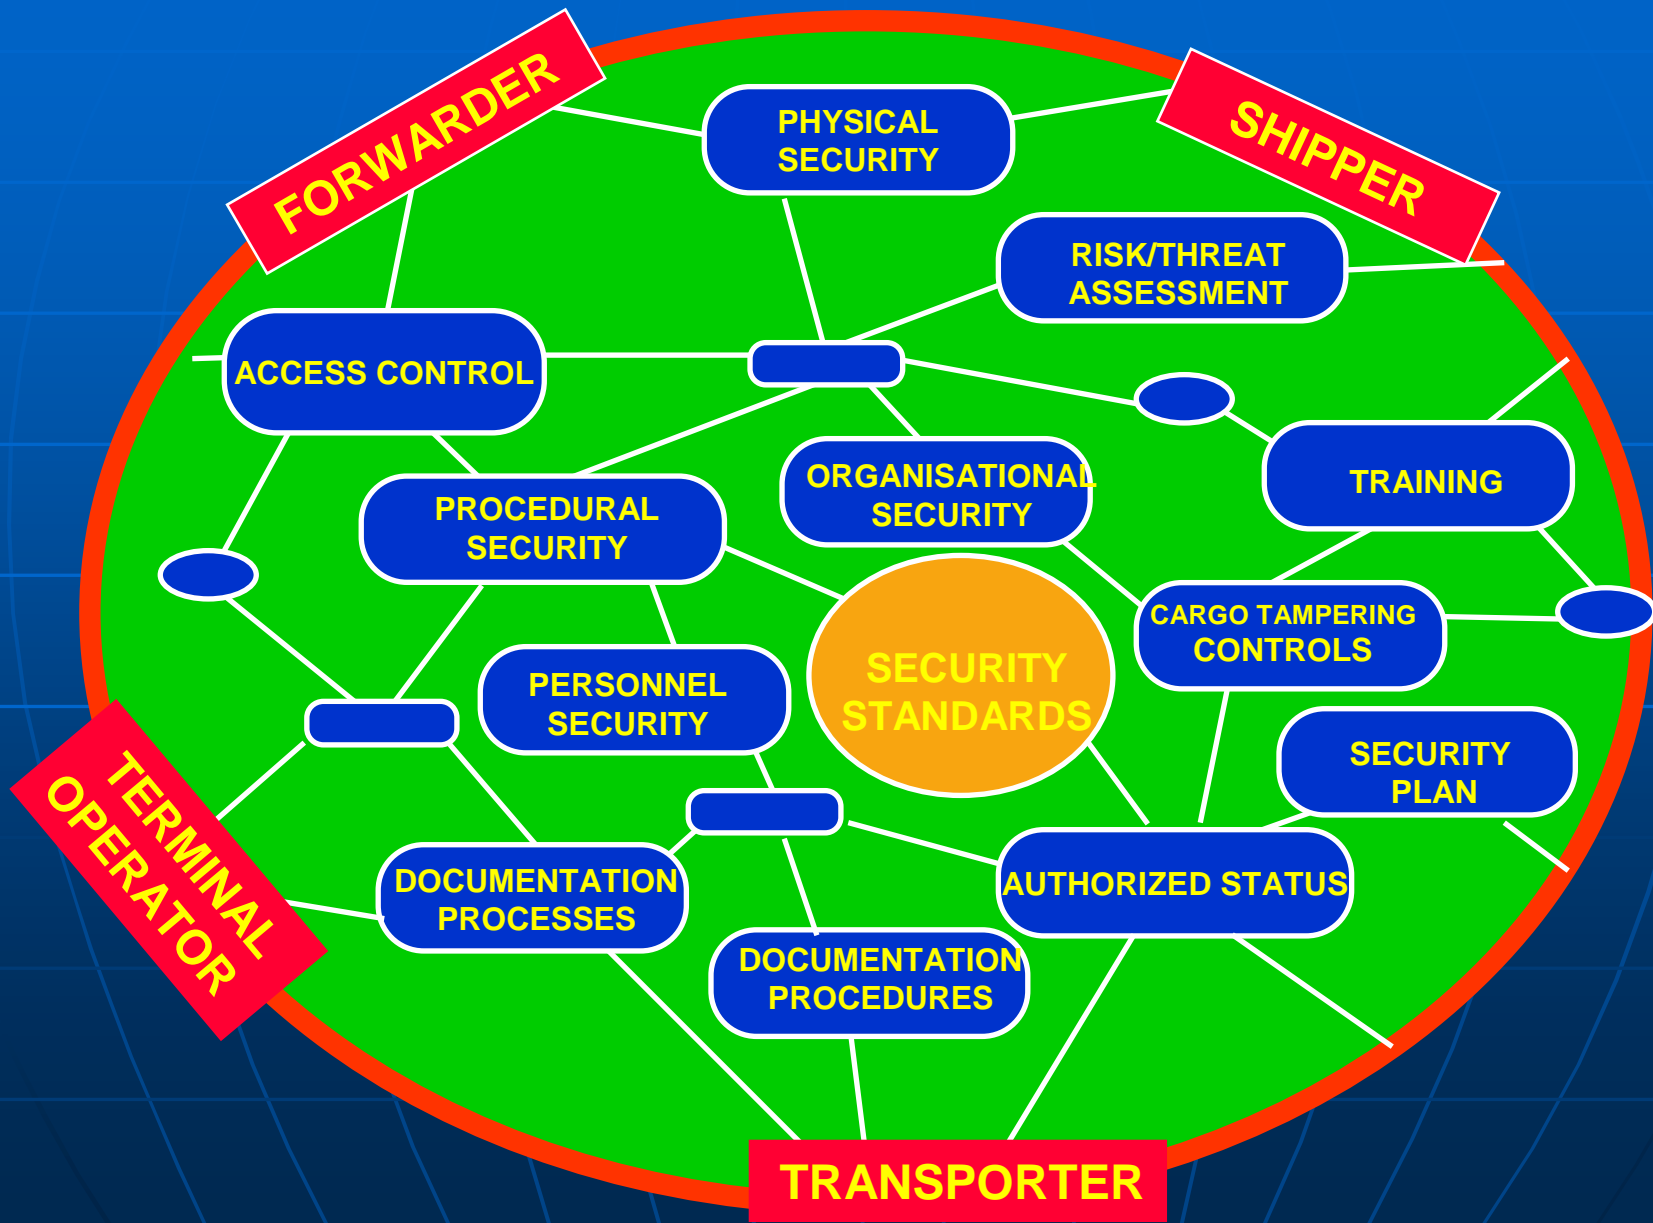 FORWARDER
SHIPPER
PHYSICAL
SECURITY
RISK/THREAT
ASSESSMENT
ACCESS CONTROL
ORGANISATIONAL
SECURITY
TRAINING
PROCEDURAL
SECURITY
CARGO TAMPERING
CONTROLS
SECURITY
STANDARDS
PERSONNEL
SECURITY
SECURITY
PLAN
TERMINAL
OPERATOR
DOCUMENTATION
PROCESSES
AUTHORIZED STATUS
DOCUMENTATION
PROCEDURES
TRANSPORTER